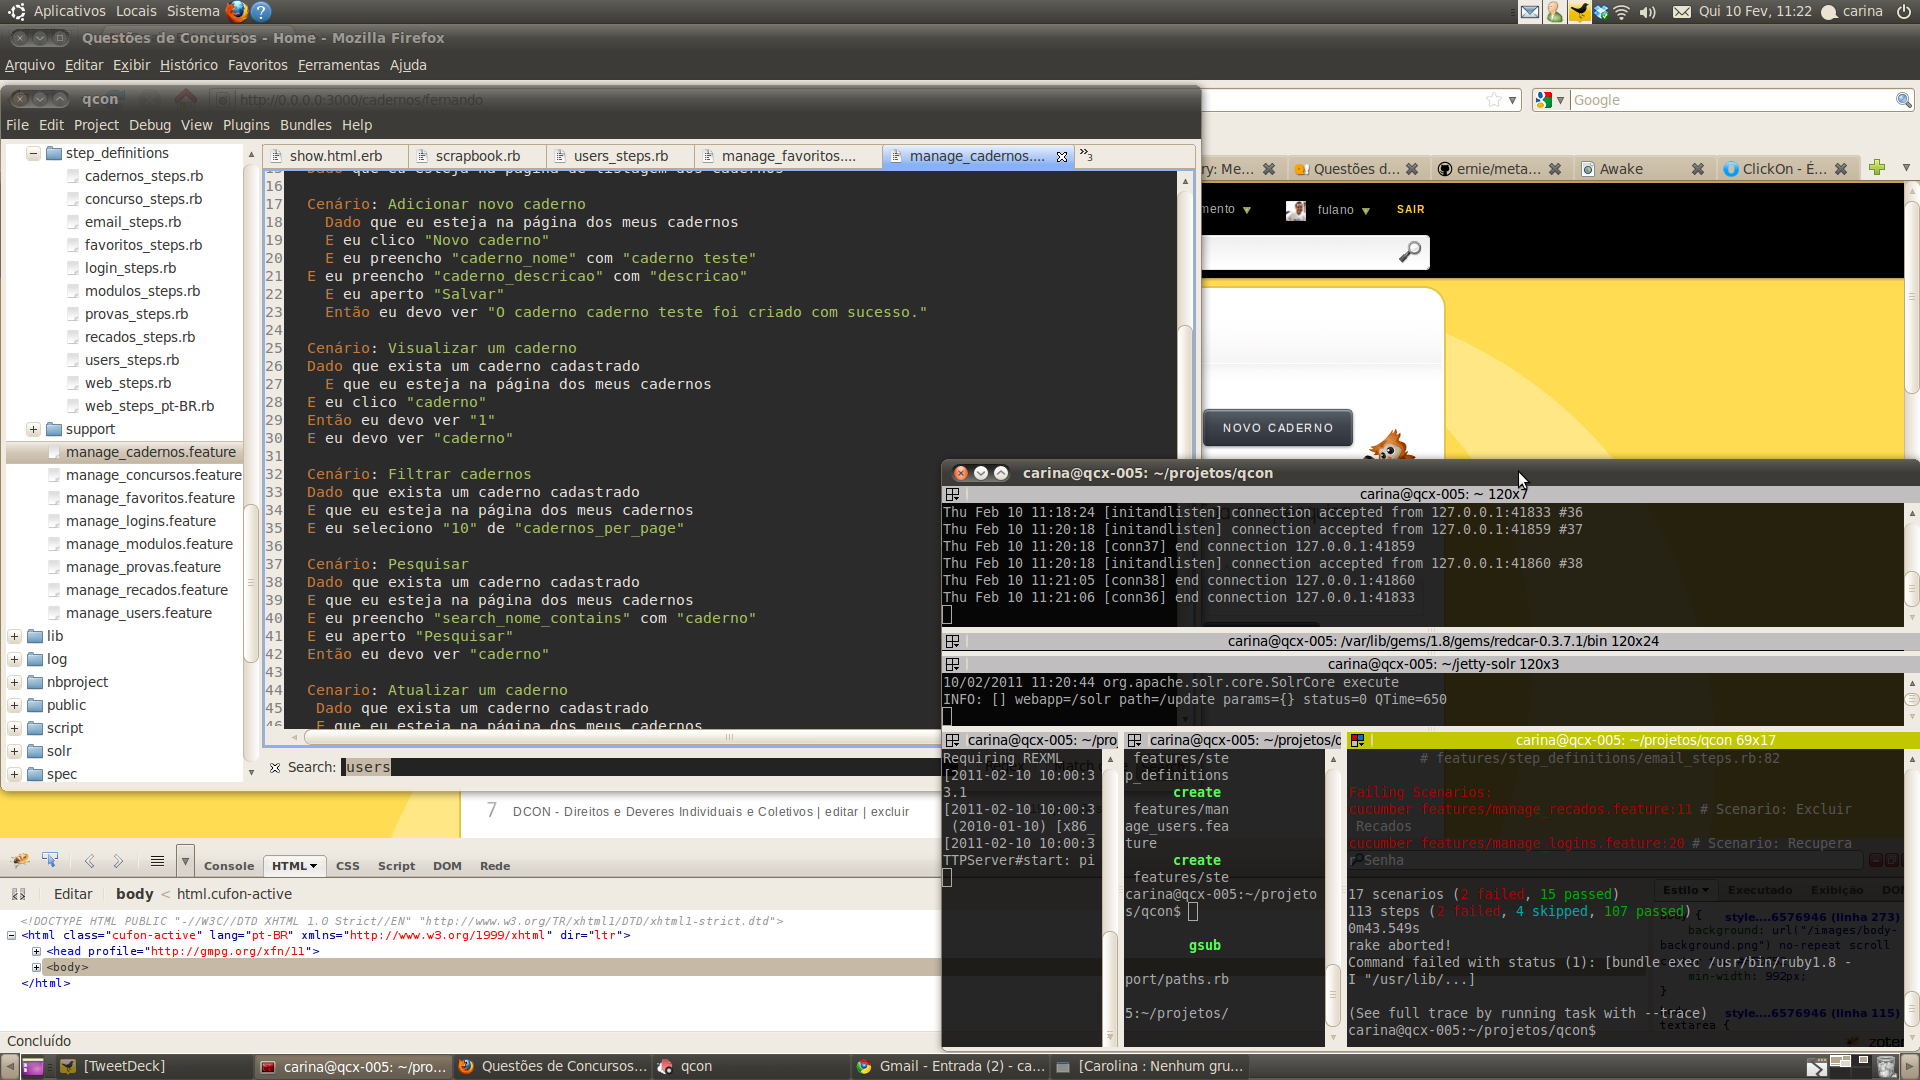 Aplicativos Locais Sistema
Qui 10 Fev, 11:22 carina
Questões de Concursos - Home - Mozilla Firefox
Arquivo Editar Exibir Histórico Favoritos Ferramentas Ajuda
qcon
http://0.0.0.0:3000/cadernos/fernando
Google
File Edit Project Debug View Plugins Bundles Help
step_definitions
cadernos_steps.rb
concurso_steps.rb
email_steps.rb
favoritos_steps.rb
login_steps.rb
modulos_steps.rb
provas_steps.rb
recados_steps.rb
users_steps.rb
web_steps.rb
web_steps_pt-BR.rb
support
manage_cadernos.feature
manage_concursos.feature
manage_favoritos.feature
manage_logins.feature
manage_modulos.feature
manage_provas.feature
manage_recados.feature
manage_users.feature
lib
log
nbproject
public
script
solr
spec
show.html.erb scrapbook.rb users_steps.rb manage_favoritos.... manage_cadernos.... »3
15 Dado que eu esteja na página de listagem dos cadernos
16
17 Cenário: Adicionar novo caderno
18 Dado que eu esteja na página dos meus cadernos
19 E eu clico "Novo caderno"
20 E eu preencho "caderno_nome" com "caderno teste"
21 E eu preencho "caderno_descricao" com "descricao"
22 E eu aperto "Salvar"
23 Então eu devo ver "O caderno caderno teste foi criado com sucesso."
24
25 Cenário: Visualizar um caderno
26 Dado que exista um caderno cadastrado
27 E que eu esteja na página dos meus cadernos
28 E eu clico "caderno"
29 Então eu devo ver "1"
30 E eu devo ver "caderno"
31
32 Cenário: Filtrar cadernos
33 Dado que exista um caderno cadastrado
34 E que eu esteja na página dos meus cadernos
35 E eu seleciono "10" de "cadernos_per_page"
36
37 Cenário: Pesquisar
38 Dado que exista um caderno cadastrado
39 E que eu esteja na página dos meus cadernos
40 E eu preencho "search_nome_contains" com "caderno"
41 E eu aperto "Pesquisar"
42 Então eu devo ver "caderno"
43
44 Cenario: Atualizar um caderno
45 Dado que exista um caderno cadastrado
46 E que eu esteja na página dos meus cadernos
Search: users
ry: Me... Questões d... ernie/meta... Awake ClickOn - É...
mento fulano SAIR
NOVO CADERNO
carina@qcx-005: ~/projetos/qcon
carina@qcx-005: ~ 120x7
Thu Feb 10 11:18:24 [initandlisten] connection accepted from 127.0.0.1:41833 #36
Thu Feb 10 11:20:18 [initandlisten] connection accepted from 127.0.0.1:41859 #37
Thu Feb 10 11:20:18 [conn37] end connection 127.0.0.1:41859
Thu Feb 10 11:20:18 [initandlisten] connection accepted from 127.0.0.1:41860 #38
Thu Feb 10 11:21:05 [conn38] end connection 127.0.0.1:41860
Thu Feb 10 11:21:06 [conn36] end connection 127.0.0.1:41833
carina@qcx-005: /var/lib/gems/1.8/gems/redcar-0.3.7.1/bin 120x24
carina@qcx-005: ~/jetty-solr 120x3
10/02/2011 11:20:44 org.apache.solr.core.SolrCore execute
INFO: [] webapp=/solr path=/update params={} status=0 QTime=650
carina@qcx-005: ~/pro
Requiring REXML
[2011-02-10 10:00:3
3.1
[2011-02-10 10:00:3
(2010-01-10) [x86_
[2011-02-10 10:00:3
TTPServer#start: pi
carina@qcx-005: ~/projetos/q
features/ste
p_definitions
create
features/man
age_users.fea
ture
create
features/ste
carina@qcx-005:~/projeto
s/qcon$
gsub
port/paths.rb
5:~/projetos/
carina@qcx-005: ~/projetos/qcon 69x17
# features/step_definitions/email_steps.rb:82
Failing Scenarios:
cucumber features/manage_recados.feature:11 # Scenario: Excluir
Recados
cucumber features/manage_logins.feature:20 # Scenario: Recupera
r Senha
17 scenarios (2 failed, 15 passed)
113 steps (2 failed, 4 skipped, 107 passed)
0m43.549s
rake aborted!
Command failed with status (1): [bundle exec /usr/bin/ruby1.8 -
I "/usr/lib/...]
(See full trace by running task with --trace)
carina@qcx-005:~/projetos/qcon$
Estilo Executado Exibição DOM
body { style....6576946 (linha 273)
background: url("/images/body-
background.png") no-repeat scroll
min-width: 992px;
}
style....6576946 (linha 115)
textarea {
zotero
7 DCON - Direitos e Deveres Individuais e Coletivos | editar | excluir
Console HTML CSS Script DOM Rede
Editar body < html.cufon-active
<!DOCTYPE HTML PUBLIC "-//W3C//DTD XHTML 1.0 Strict//EN" "http://www.w3.org/TR/xhtml1/DTD/xhtml1-strict.dtd">
<html class="cufon-active" lang="pt-BR" xmlns="http://www.w3.org/1999/xhtml" dir="ltr">
<head profile="http://gmpg.org/xfn/11">
<body>
</html>
Concluído
[TweetDeck] carina@qcx-005: ~/pro... Questões de Concursos... qcon Gmail - Entrada (2) - ca... [Carolina : Nenhum gru...